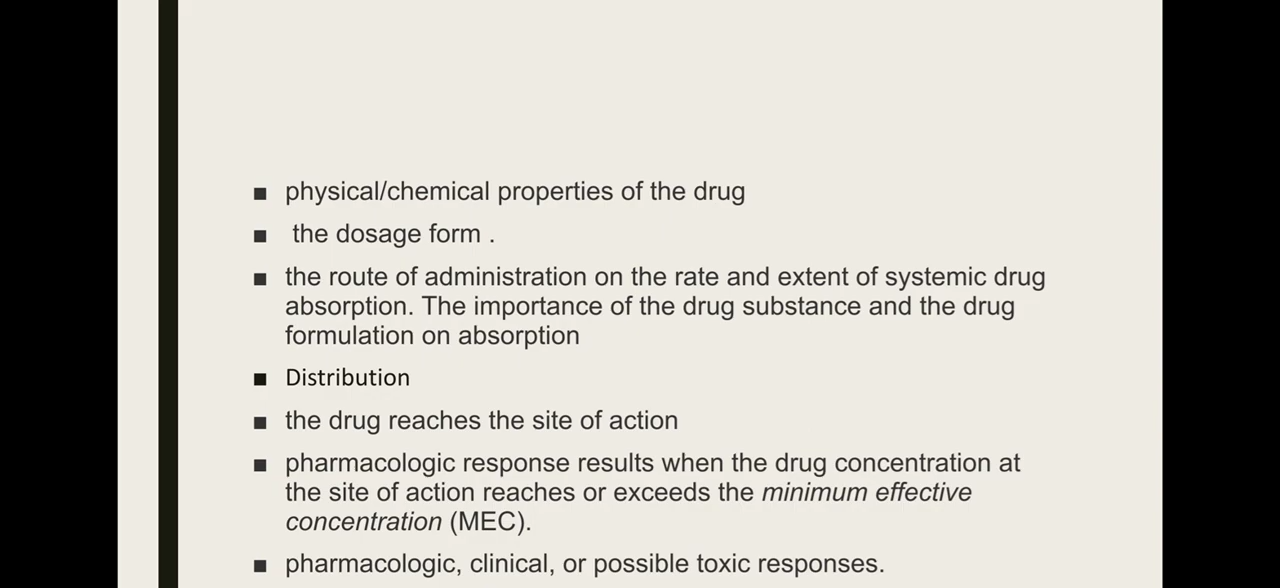 ■ physical/chemical properties of the drug
■ the dosage form .
■ the route of administration on the rate and extent of systemic drug
absorption. The importance of the drug substance and the drug
formulation on absorption
■ Distribution
■ the drug reaches the site of action
■ pharmacologic response results when the drug concentration at
the site of action reaches or exceeds the minimum effective
concentration (MEC).
■ pharmacologic, clinical, or possible toxic responses.